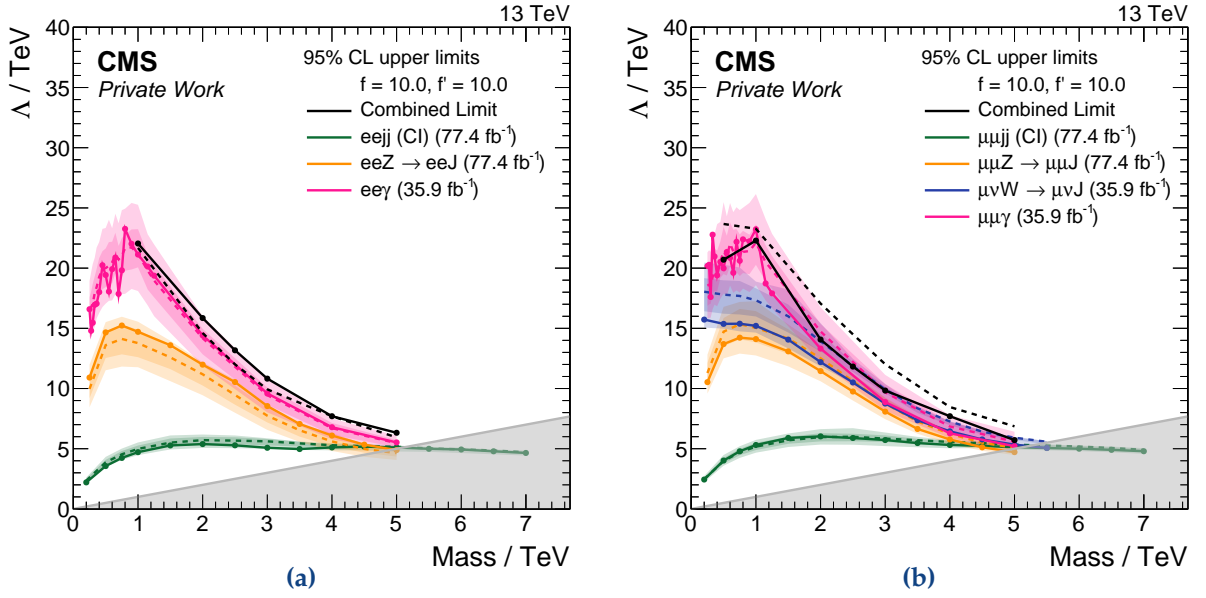 13 TeV
Λ / TeV
40
35
30
25
20
15
10
5
0
CMS
Private Work
95% CL upper limits
f = 10.0, f' = 10.0
Combined Limit
eejj (CI) (77.4 fb⁻¹)
eeZ → eeJ (77.4 fb⁻¹)
eeγ (35.9 fb⁻¹)
0 1 2 3 4 5 6 7
Mass / TeV
(a)
13 TeV
Λ / TeV
40
35
30
25
20
15
10
5
0
CMS
Private Work
95% CL upper limits
f = 10.0, f' = 10.0
Combined Limit
μμjj (CI) (77.4 fb⁻¹)
μμZ → μμJ (77.4 fb⁻¹)
μνW → μνJ (35.9 fb⁻¹)
μμγ (35.9 fb⁻¹)
0 1 2 3 4 5 6 7
Mass / TeV
(b)